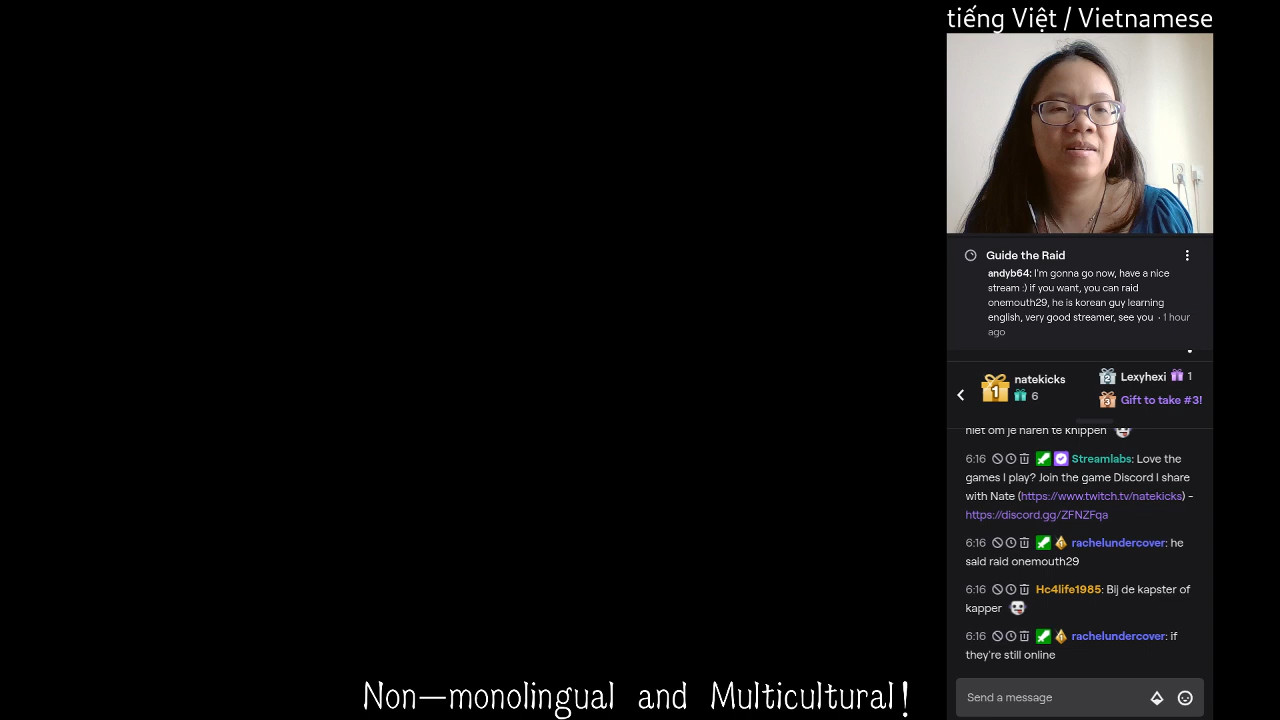 tiếng Việt / Vietnamese
Guide the Raid
andyb64: I'm gonna go now, have a nice
stream :) if you want, you can raid
onemouth29, he is korean guy learning
english, very good streamer, see you · 1 hour
ago
1
natekicks
6
2 Lexyhexi 1
3 Gift to take #3!
niet om je haren te knippen
6:16 Streamlabs: Love the
games I play? Join the game Discord I share
with Nate (https://www.twitch.tv/natekicks) -
https://discord.gg/ZFNZFqa
6:16 rachelundercover: he
said raid onemouth29
6:16 Hc4life1985: Bij de kapster of
kapper
6:16 rachelundercover: if
they're still online
Send a message
Non-monolingual and Multicultural!